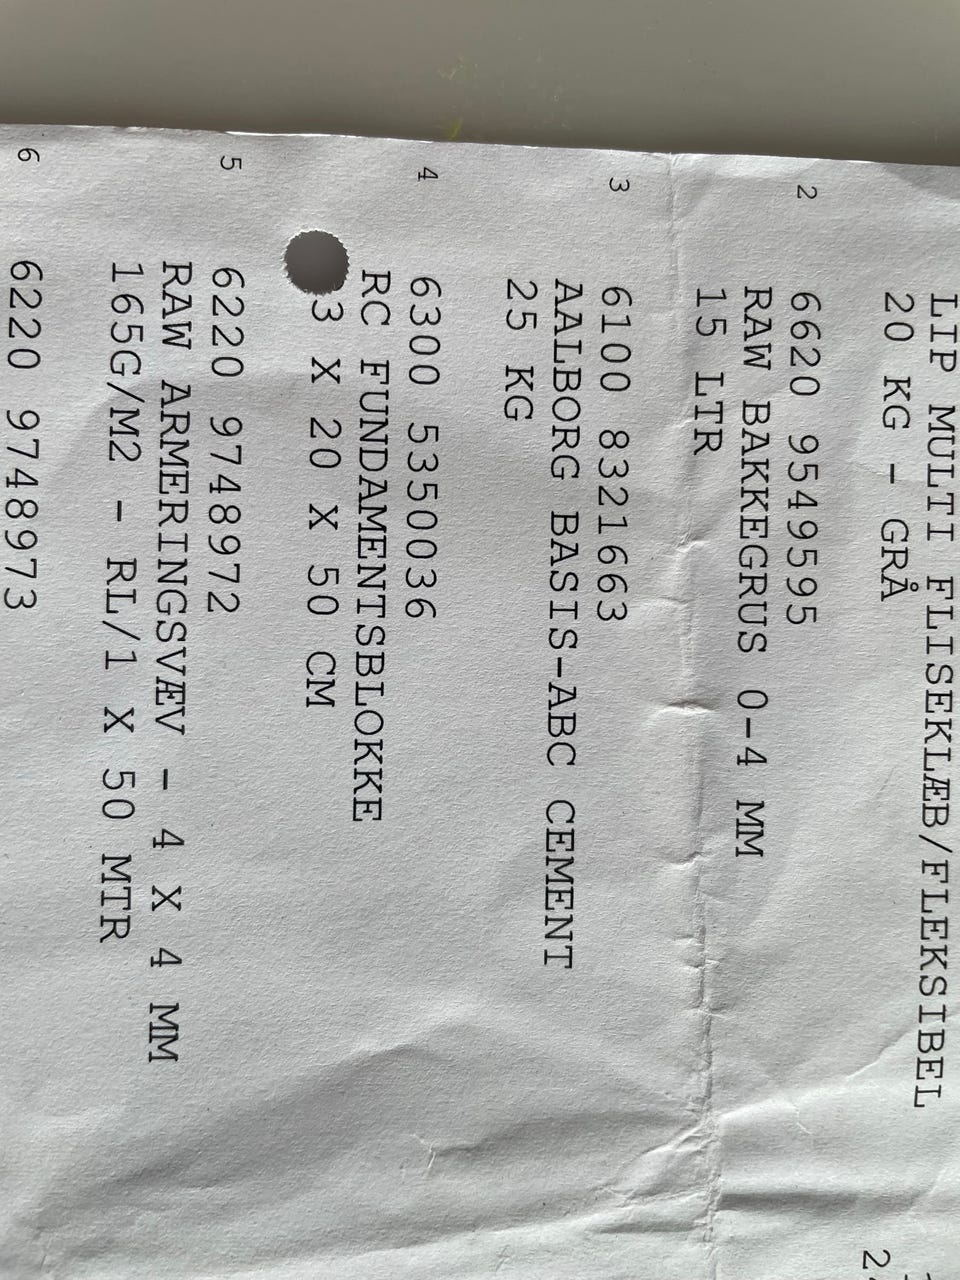 LIP MULTI FLISEKLÆB/FLEKSIBEL
20 KG - GRÅ
2 6620 9549595
RAW BAKKEGRUS 0-4 MM
15 LTR
3 6100 8321663
AALBORG BASIS-ABC CEMENT
25 KG
4 6300 5350036
RC FUNDAMENTSBLOKKE
3 X 20 X 50 CM
5 6220 9748972
RAW ARMERINGSVÆV - 4 X 4 MM
165G/M2 - RL/1 X 50 MTR
6 6220 9748973